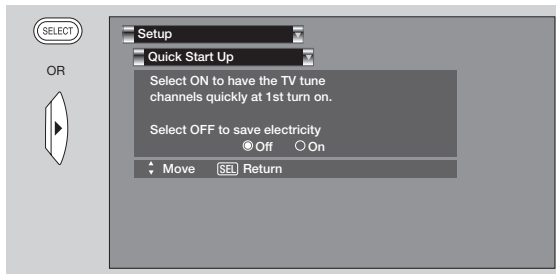 SELECT
OR
Setup
Quick Start Up
Select ON to have the TV tune
channels quickly at 1st turn on.
Select OFF to save electricity
Off On
Move SEL Return